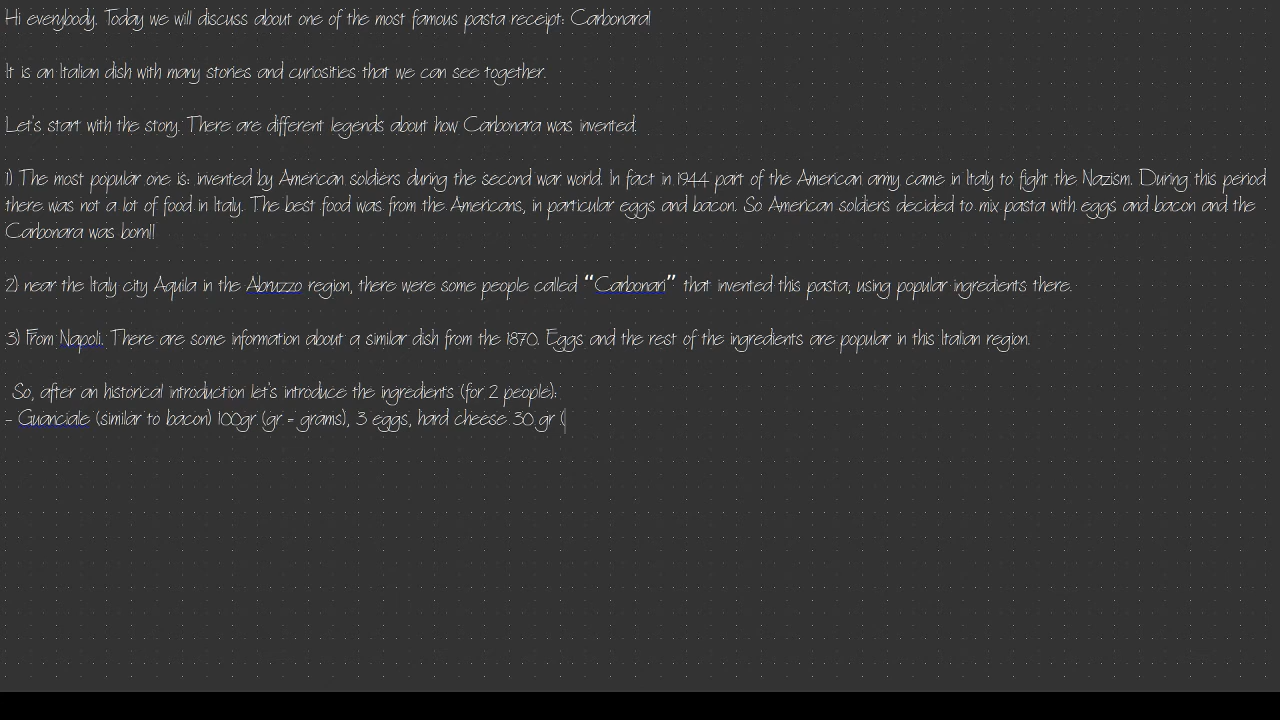 Hi everybody. Today we will discuss about one of the most famous pasta receipt: Carbonara!
It is an Italian dish with many stories and curiosities that we can see together.
Let's start with the story. There are different legends about how Carbonara was invented.
1) The most popular one is: invented by American soldiers during the second war world. In fact in 1944 part of the American army came in Italy to fight the Nazism. During this period
there was not a lot of food in Italy. The best food was from the Americans, in particular eggs and bacon. So American soldiers decided to mix pasta with eggs and bacon and the
Carbonara was born!!
2) near the Italy city Aquila in the Abruzzo region, there were some people called “Carbonari” that invented this pasta, using popular ingredients there.
3) From Napoli. There are some information about a similar dish from the 1870. Eggs and the rest of the ingredients are popular in this Italian region.
So, after an historical introduction let's introduce the ingredients (for 2 people):
- Guanciale (similar to bacon) 100gr (gr = grams), 3 eggs, hard cheese 30 gr (